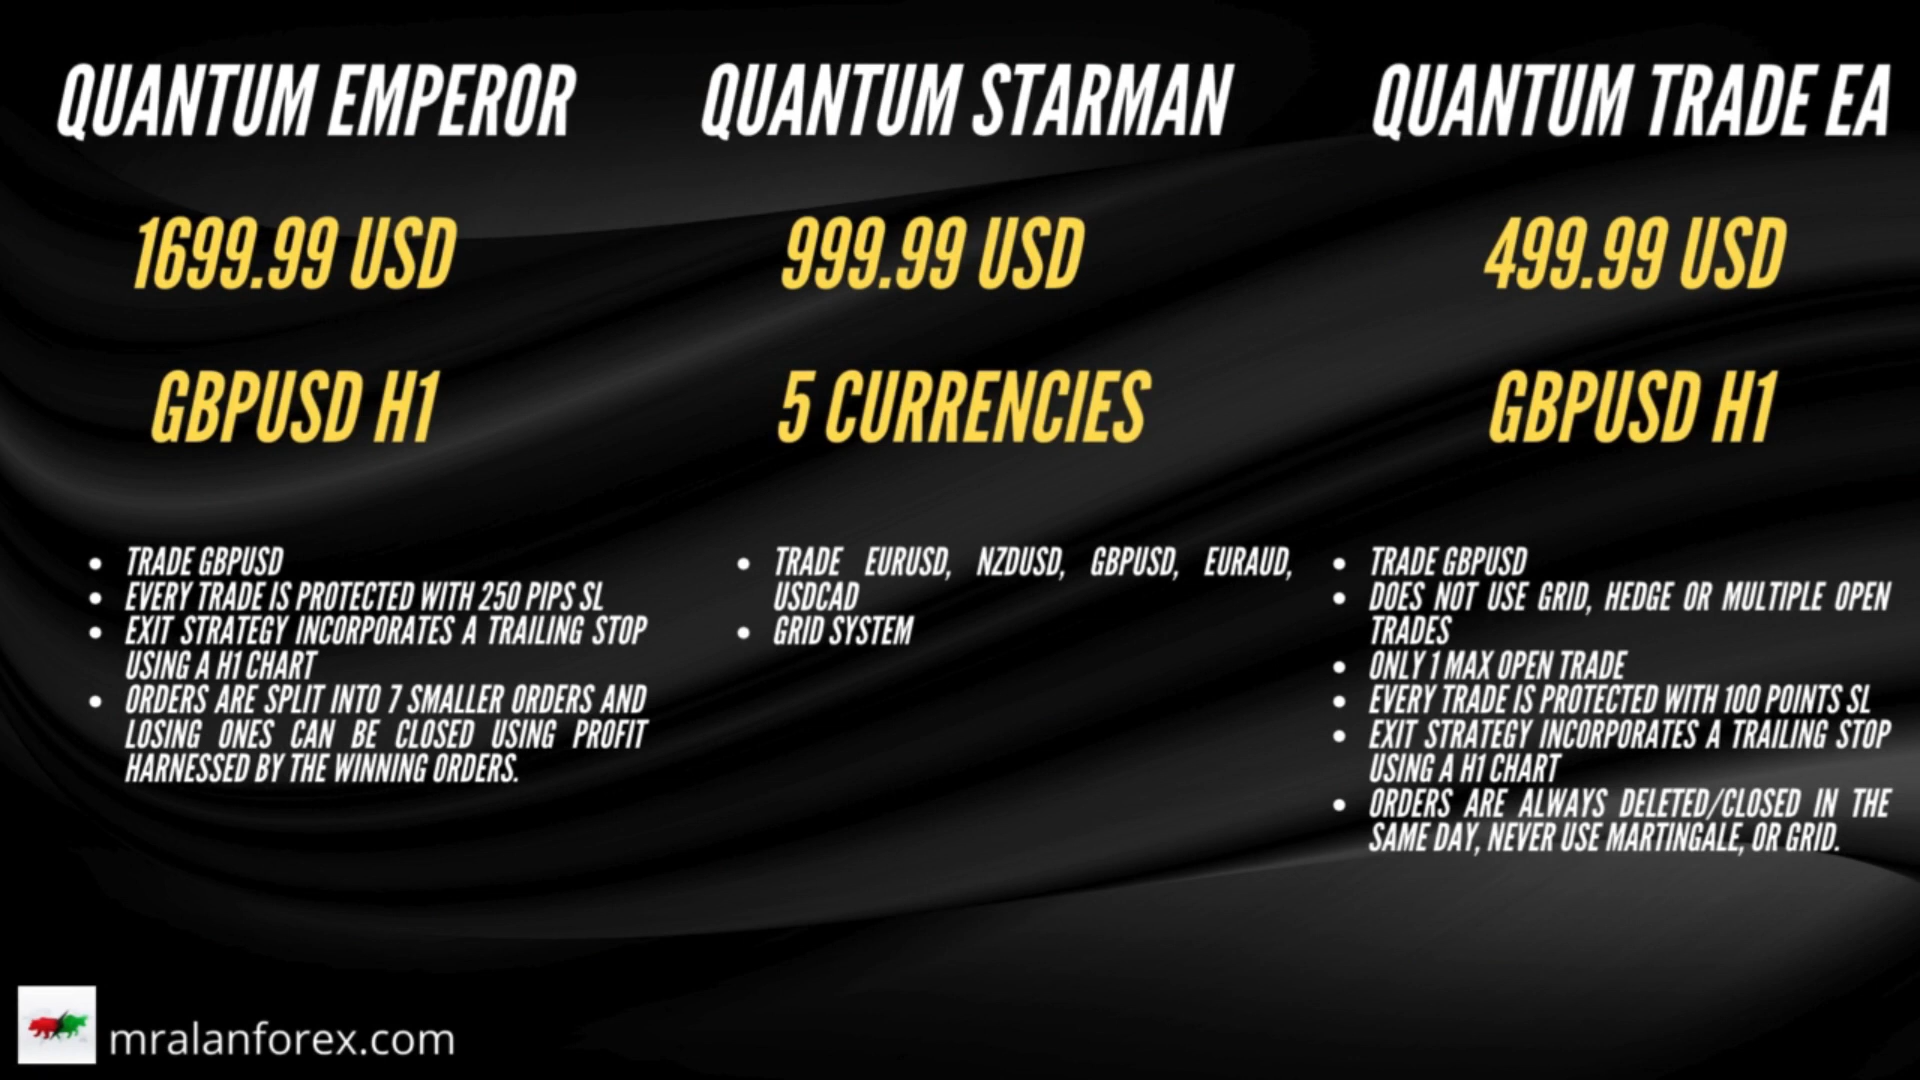 QUANTUM EMPEROR
1699.99 USD
GBPUSD H1
• TRADE GBPUSD
• EVERY TRADE IS PROTECTED WITH 250 PIPS SL
• EXIT STRATEGY INCORPORATES A TRAILING STOP
USING A H1 CHART
• ORDERS ARE SPLIT INTO 7 SMALLER ORDERS AND
LOSING ONES CAN BE CLOSED USING PROFIT
HARNESSED BY THE WINNING ORDERS.
QUANTUM STARMAN
999.99 USD
5 CURRENCIES
• TRADE EURUSD, NZDUSD, GBPUSD, EURAUD,
USDCAD
• GRID SYSTEM
QUANTUM TRADE EA
499.99 USD
GBPUSD H1
• TRADE GBPUSD
• DOES NOT USE GRID, HEDGE OR MULTIPLE OPEN
TRADES
• ONLY 1 MAX OPEN TRADE
• EVERY TRADE IS PROTECTED WITH 100 POINTS SL
• EXIT STRATEGY INCORPORATES A TRAILING STOP
USING A H1 CHART
• ORDERS ARE ALWAYS DELETED/CLOSED IN THE
SAME DAY, NEVER USE MARTINGALE, OR GRID.
mralanforex.com